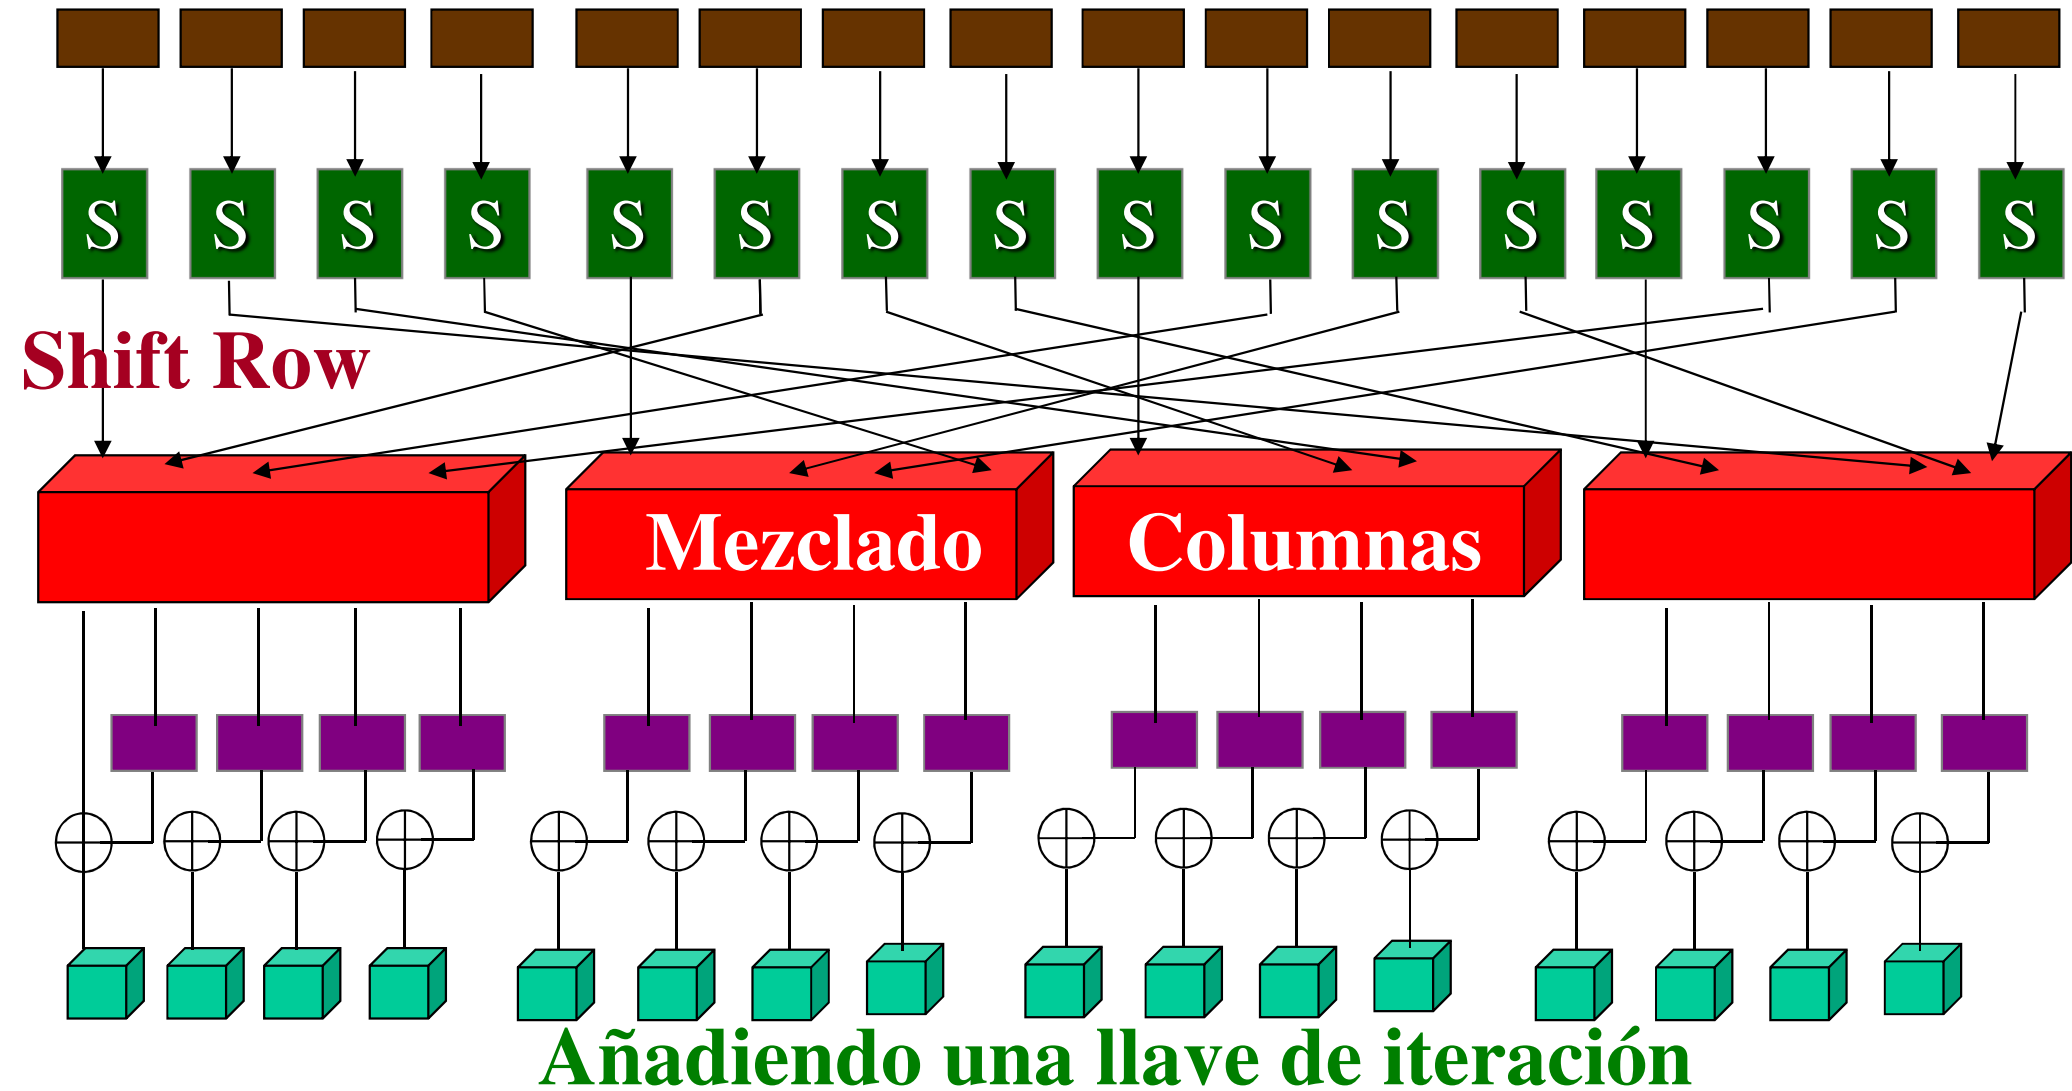 S S S S S S S S S S S S S S S S
Shift Row
Mezclado Columnas
Añadiendo una llave de iteración